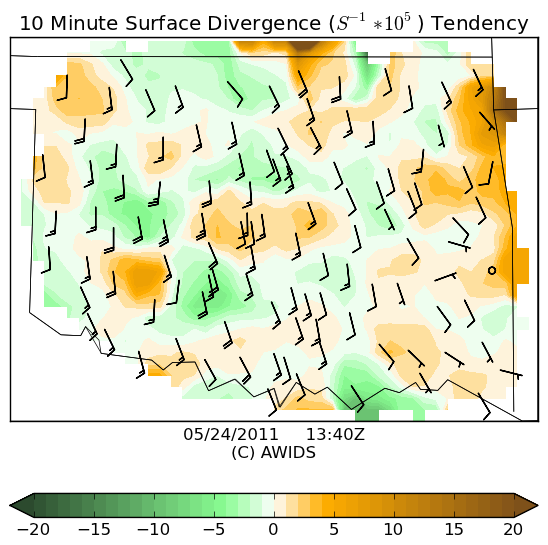 10 Minute Surface Divergence (S⁻¹ *10⁵ ) Tendency
05/24/2011 13:40Z
(C) AWIDS
−20 −15 −10 −5 0 5 10 15 20